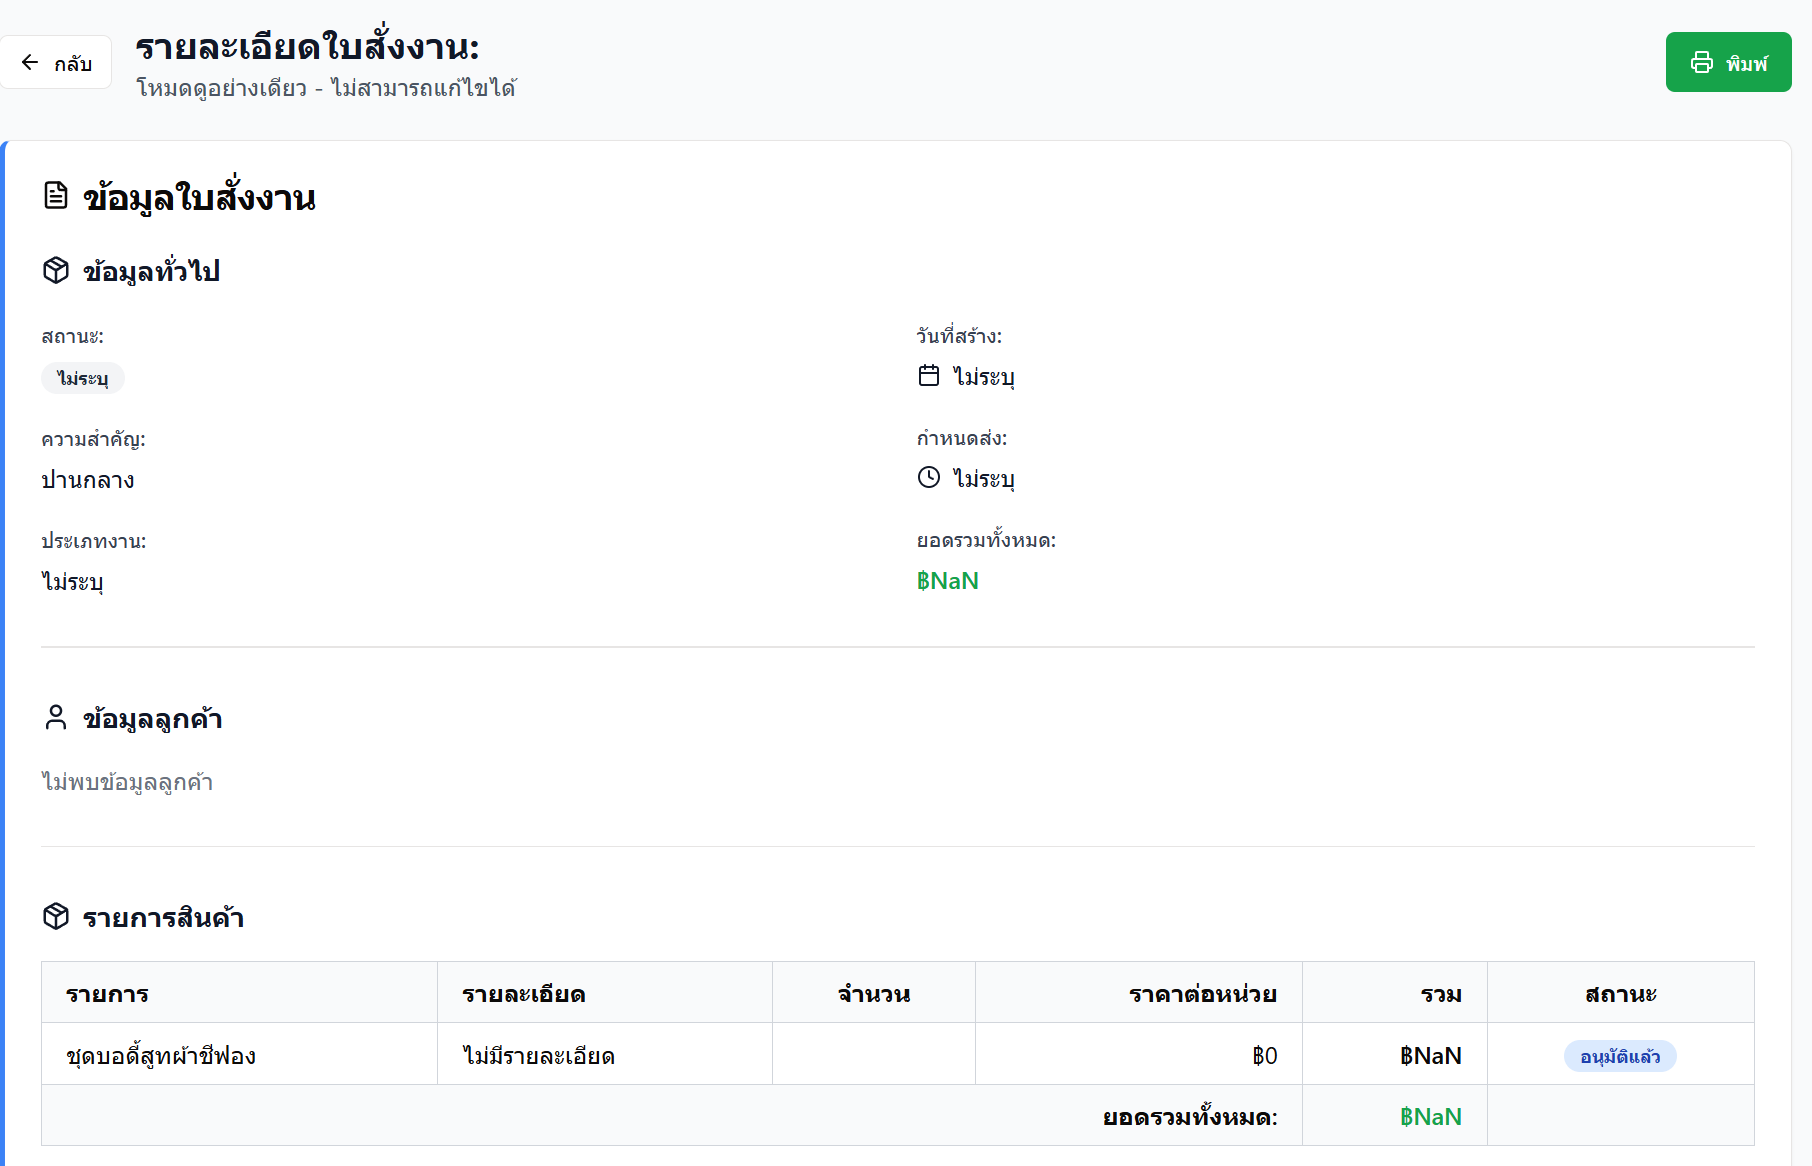 กลับ
รายละเอียดใบสั่งงาน:
โหมดดูอย่างเดียว - ไม่สามารถแก้ไขได้
พิมพ์
ข้อมูลใบสั่งงาน
ข้อมูลทั่วไป
สถานะ:
ไม่ระบุ
วันที่สร้าง:
ไม่ระบุ
ความสำคัญ:
ปานกลาง
กำหนดส่ง:
ไม่ระบุ
ประเภทงาน:
ไม่ระบุ
ยอดรวมทั้งหมด:
฿NaN
ข้อมูลลูกค้า
ไม่พบข้อมูลลูกค้า
รายการสินค้า
รายการ รายละเอียด จำนวน ราคาต่อหน่วย รวม สถานะ
ชุดบอดี้สูทผ้าชีฟอง ไม่มีรายละเอียด ฿0 ฿NaN อนุมัติแล้ว
ยอดรวมทั้งหมด: ฿NaN